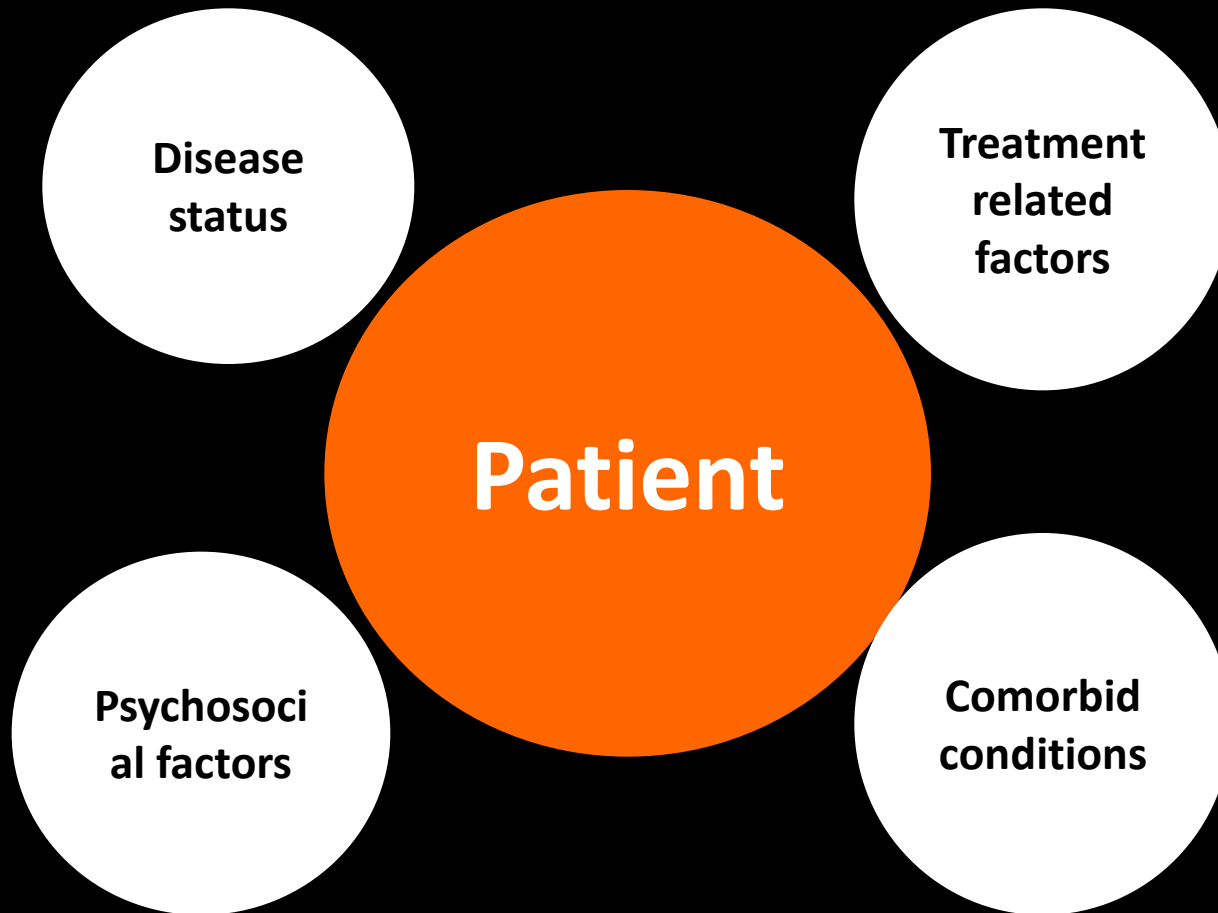 Disease
status
Treatment
related
factors
Patient
Psychosoci
al factors
Comorbid
conditions